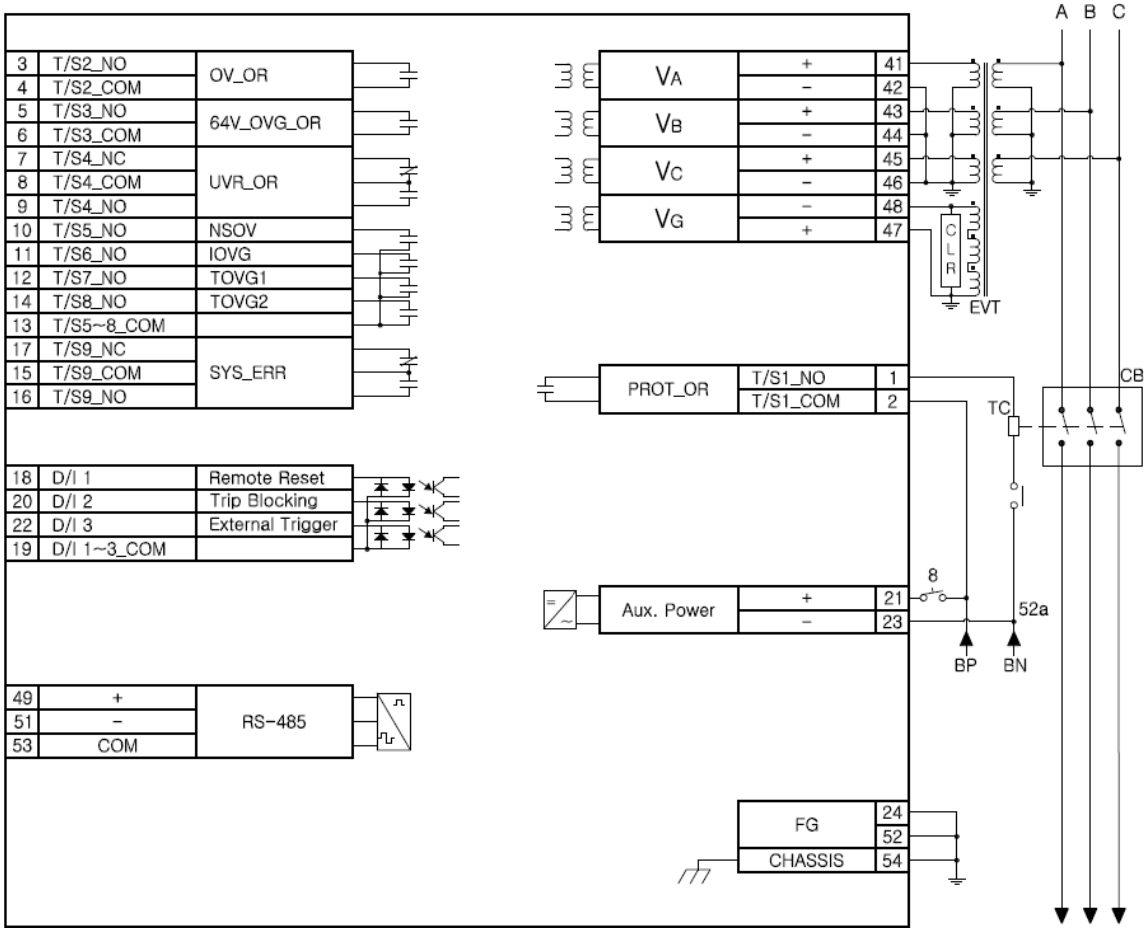 A B C
3 T/S2_NO OV_OR
4 T/S2_COM
5 T/S3_NO 64V_OVG_OR
6 T/S3_COM
7 T/S4_NC UVR_OR
8 T/S4_COM
9 T/S4_NO
10 T/S5_NO NSOV
11 T/S6_NO IOVG
12 T/S7_NO TOVG1
14 T/S8_NO TOVG2
13 T/S5~8_COM
17 T/S9_NC SYS_ERR
15 T/S9_COM
16 T/S9_NO
18 D/I 1 Remote Reset
20 D/I 2 Trip Blocking
22 D/I 3 External Trigger
19 D/I 1~3_COM
49 + RS-485
51 -
53 COM
VA + 41
- 42
VB + 43
- 44
VC + 45
- 46
VG - 48
+ 47
CLR
EVT
PROT_OR T/S1_NO 1
T/S1_COM 2
TC
CB
= ~
Aux. Power + 21
- 23
8
52a
BP BN
FG 24
52
CHASSIS 54